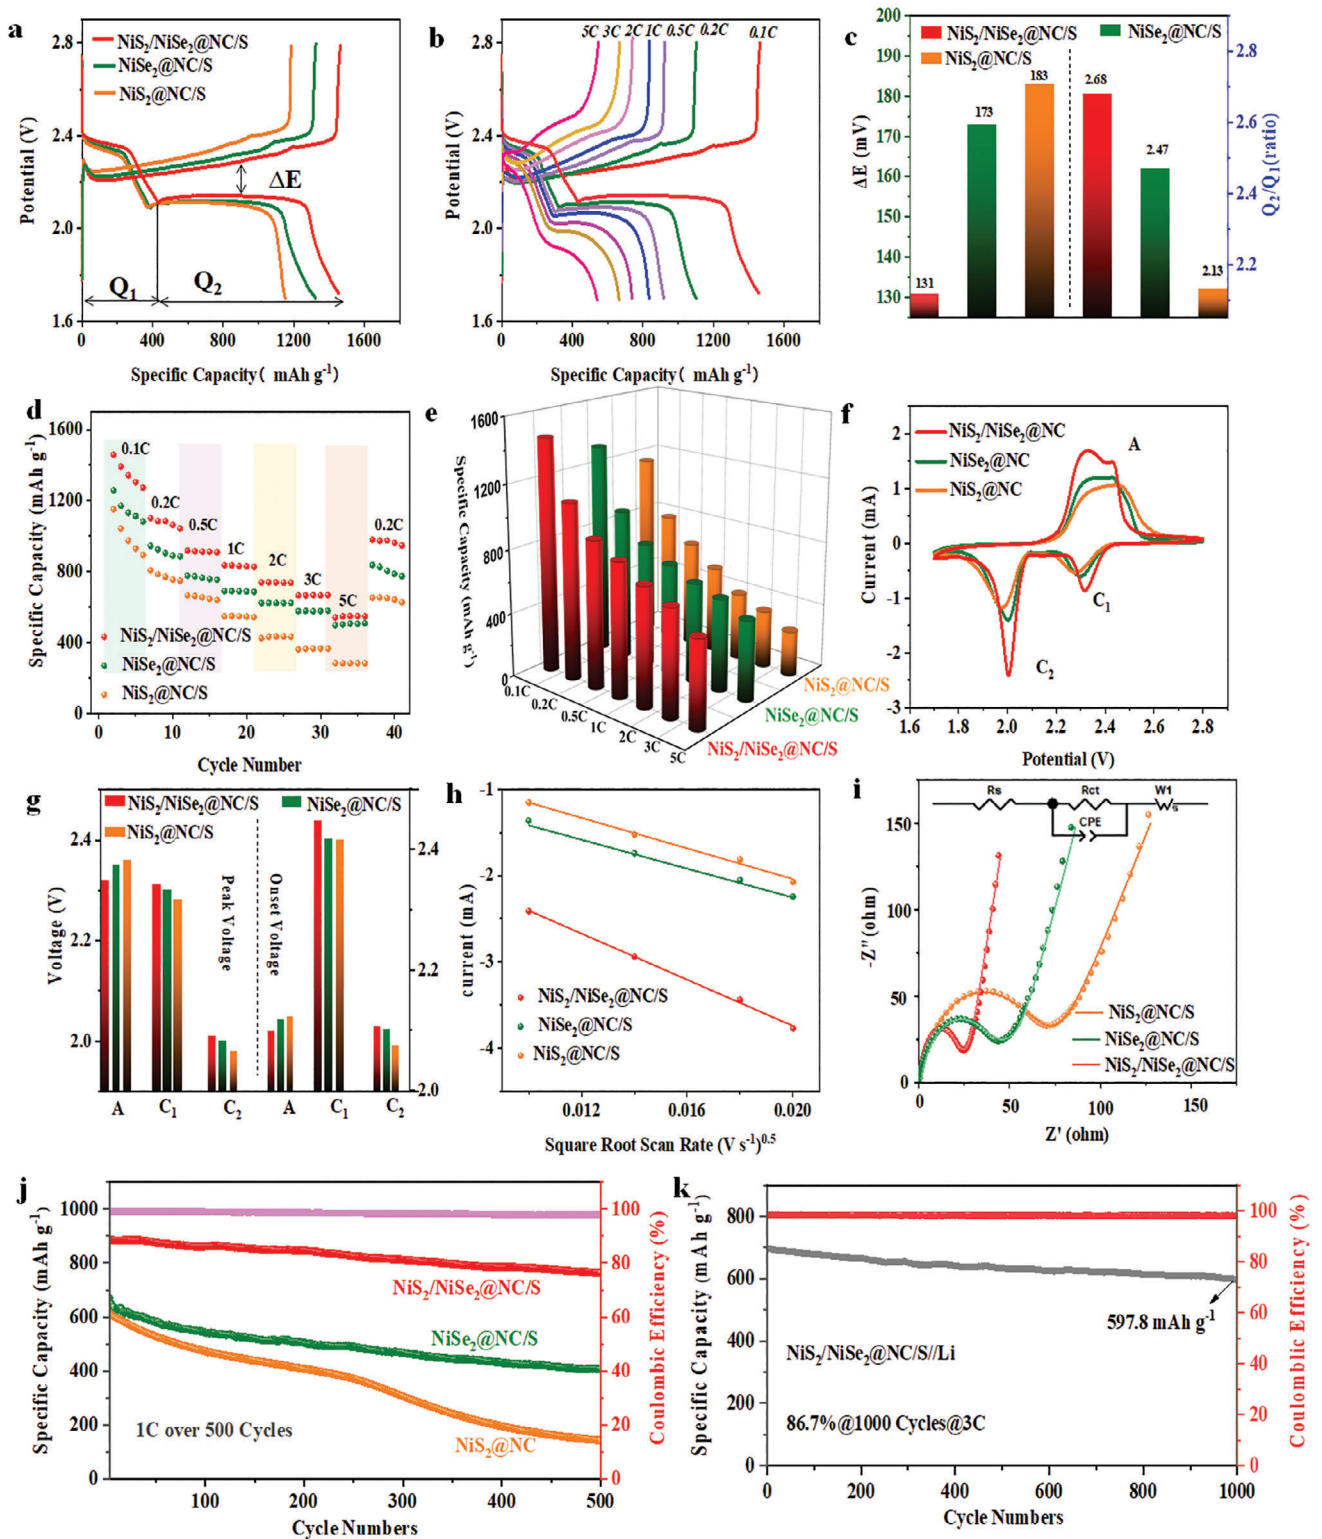 a
2.8
2.4
2.0
1.6
Potential (V)
NiS2/NiSe2@NC/S
NiSe2@NC/S
NiS2@NC/S
ΔE
Q1
Q2
0
400
800
1200
1600
Specific Capacity( mAh g-1)
b
2.8
2.4
2.0
1.6
Potential (V)
5C
3C
2C
1C
0.5C
0.2C
0.1C
0
400
800
1200
1600
Specific Capacity( mAh g-1)
c
200
190
180
170
160
150
140
130
ΔE (mV)
NiS2/NiSe2@NC/S
NiSe2@NC/S
NiS2@NC/S
131
173
183
2.68
2.47
2.13
2.8
2.6
2.4
2.2
Q2/Q1(ratio)
d
1600
1200
800
400
0
Specific Capacity (mAh g-1)
0.1C
0.2C
0.5C
1C
2C
3C
5C
0.2C
NiS2/NiSe2@NC/S
NiSe2@NC/S
NiS2@NC/S
0
10
20
30
40
Cycle Number
e
1600
1200
800
400
0
Specific Capacity (mAh g-1)
0.1C
0.2C
0.5C
1C
2C
3C
5C
NiS2@NC/S
NiSe2@NC/S
NiS2/NiSe2@NC/S
f
2
1
0
-1
-2
-3
Current (mA)
NiS2/NiSe2@NC
NiSe2@NC
NiS2@NC
A
C1
C2
1.6
2.0
2.4
2.8
Potential (V)
g
2.4
2.2
2.0
Voltage (V)
NiS2/NiSe2@NC/S
NiSe2@NC/S
NiS2@NC/S
Peak Voltage
Onset Voltage
2.4
2.2
2.0
A
C1
C2
A
C1
C2
h
-1
-2
-3
-4
current (mA)
NiS2/NiSe2@NC/S
NiSe2@NC/S
NiS2@NC/S
0.012
0.016
0.020
Square Root Scan Rate (V s-1)0.5
i
150
100
50
0
-Z''(ohm)
Rs
Rct
CPE
W1
s
NiS2@NC/S
NiSe2@NC/S
NiS2/NiSe2@NC/S
0
50
100
150
Z' (ohm)
j
1000
800
600
400
200
0
Specific Capacity (mAh g-1)
NiS2/NiSe2@NC/S
NiSe2@NC/S
NiS2@NC
1C over 500 Cycles
100
80
60
40
20
0
Coulombic Efficiency (%)
100
200
300
400
500
Cycle Numbers
k
800
600
400
200
0
Specific Capacity (mAh g-1)
597.8 mAh g-1
NiS2/NiSe2@NC/S//Li
86.7%@1000 Cycles@3C
100
80
60
40
20
0
Coulomblic Efficiency (%)
0
200
400
600
800
1000
Cycle Numbers